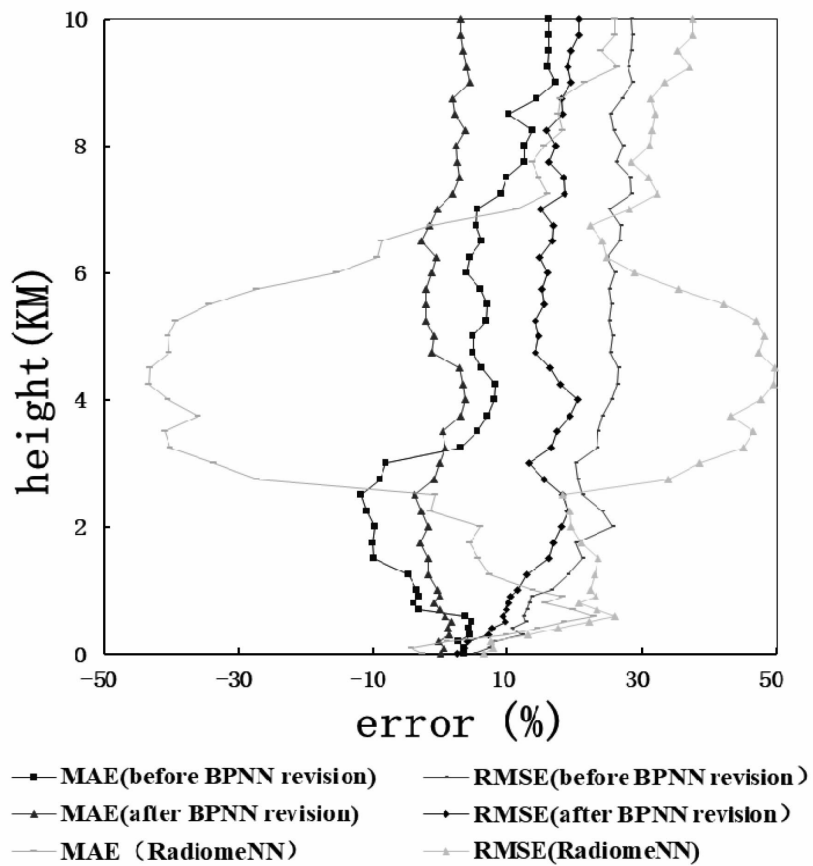 10
8
6
4
2
0
height(KM)
-50 -30 -10 10 30 50
error (%)
MAE(before BPNN revision) RMSE(before BPNN revision）
MAE(after BPNN revision) RMSE(after BPNN revision）
MAE（RadiomeNN） RMSE(RadiomeNN)